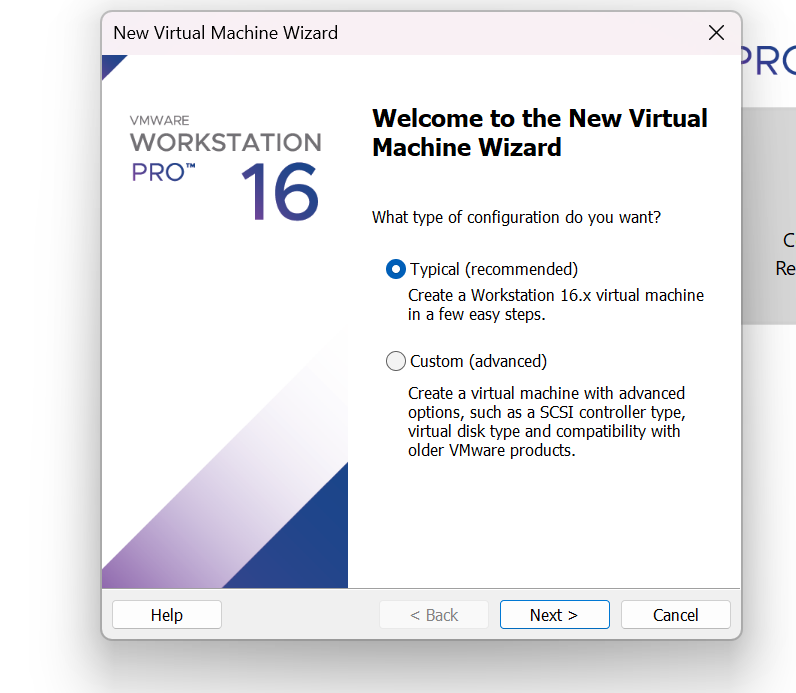 New Virtual Machine Wizard
VMWARE
WORKSTATION
PRO™
16
Welcome to the New Virtual
Machine Wizard
What type of configuration do you want?
Typical (recommended)
Create a Workstation 16.x virtual machine
in a few easy steps.
Custom (advanced)
Create a virtual machine with advanced
options, such as a SCSI controller type,
virtual disk type and compatibility with
older VMware products.
Help
< Back
Next >
Cancel